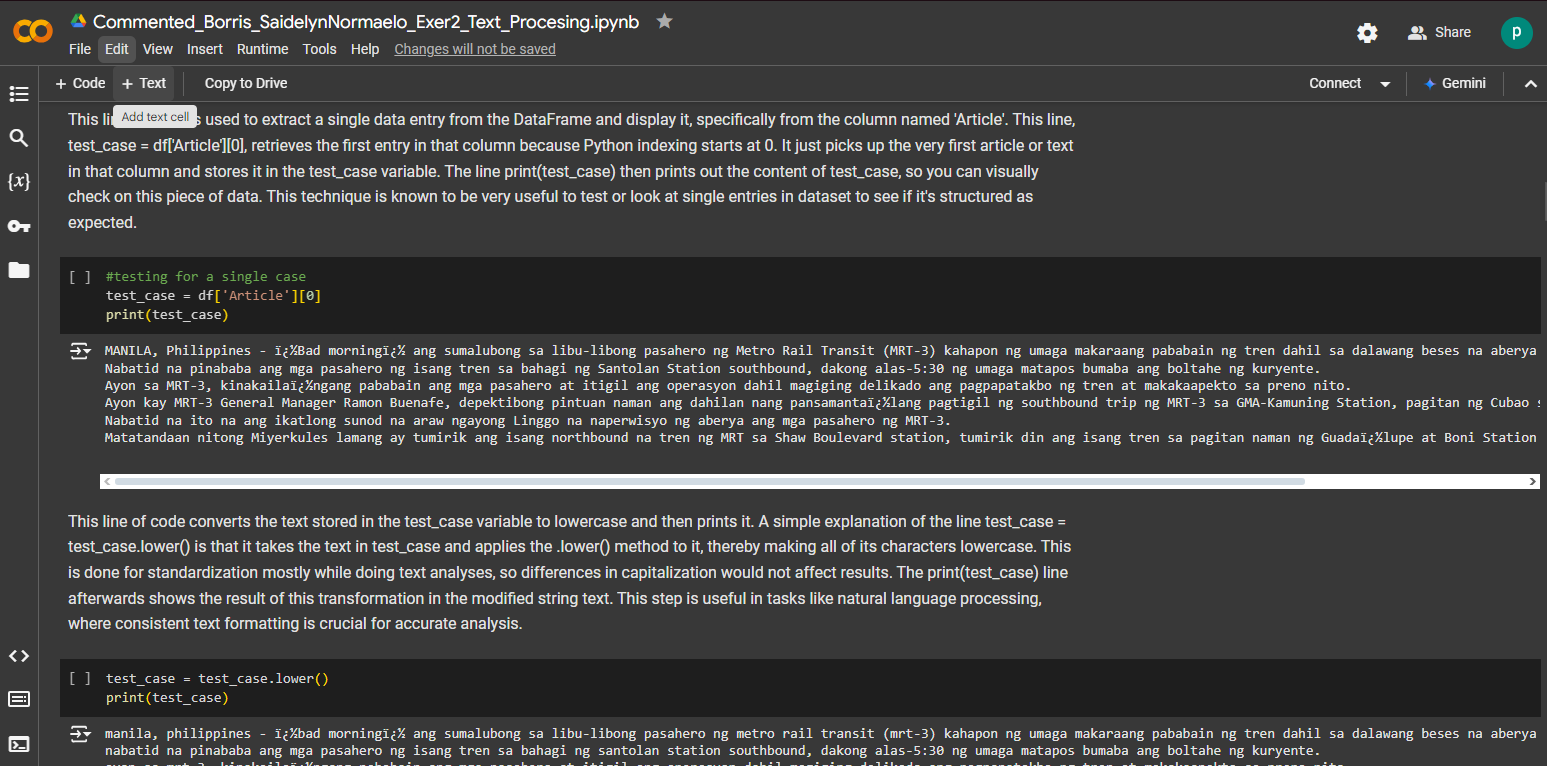 Commented_Borris_SaidelynNormaelo_Exer2_Text_Procesing.ipynb
File Edit View Insert Runtime Tools Help Changes will not be saved
Share
p
+ Code + Text Copy to Drive
Connect
Gemini
Add text cell
This li s used to extract a single data entry from the DataFrame and display it, specifically from the column named 'Article'. This line,
test_case = df['Article'][0], retrieves the first entry in that column because Python indexing starts at 0. It just picks up the very first article or text
in that column and stores it in the test_case variable. The line print(test_case) then prints out the content of test_case, so you can visually
check on this piece of data. This technique is known to be very useful to test or look at single entries in dataset to see if it's structured as
expected.
[ ] #testing for a single case
test_case = df['Article'][0]
print(test_case)
MANILA, Philippines - ï¿½Bad morningï¿½ ang sumalubong sa libu-libong pasahero ng Metro Rail Transit (MRT-3) kahapon ng umaga makaraang pababain ng tren dahil sa dalawang beses na aberya
Nabatid na pinababa ang mga pasahero ng isang tren sa bahagi ng Santolan Station southbound, dakong alas-5:30 ng umaga matapos bumaba ang boltahe ng kuryente.
Ayon sa MRT-3, kinakailaï¿½ngang pababain ang mga pasahero at itigil ang operasyon dahil magiging delikado ang pagpapatakbo ng tren at makakaapekto sa preno nito.
Ayon kay MRT-3 General Manager Ramon Buenafe, depektibong pintuan naman ang dahilan nang pansamantaï¿½lang pagtigil ng southbound trip ng MRT-3 sa GMA-Kamuning Station, pagitan ng Cubao
Nabatid na ito na ang ikatlong sunod na araw ngayong Linggo na naperwisyo ng aberya ang mga pasahero ng MRT-3.
Matatandaan nitong Miyerkules lamang ay tumirik ang isang northbound na tren ng MRT sa Shaw Boulevard station, tumirik din ang isang tren sa pagitan naman ng Guadaï¿½lupe at Boni Station
This line of code converts the text stored in the test_case variable to lowercase and then prints it. A simple explanation of the line test_case =
test_case.lower() is that it takes the text in test_case and applies the .lower() method to it, thereby making all of its characters lowercase. This
is done for standardization mostly while doing text analyses, so differences in capitalization would not affect results. The print(test_case) line
afterwards shows the result of this transformation in the modified string text. This step is useful in tasks like natural language processing,
where consistent text formatting is crucial for accurate analysis.
[ ] test_case = test_case.lower()
print(test_case)
manila, philippines - ï¿½bad morningï¿½ ang sumalubong sa libu-libong pasahero ng metro rail transit (mrt-3) kahapon ng umaga makaraang pababain ng tren dahil sa dalawang beses na aberya
nabatid na pinababa ang mga pasahero ng isang tren sa bahagi ng santolan station southbound, dakong alas-5:30 ng umaga matapos bumaba ang boltahe ng kuryente.